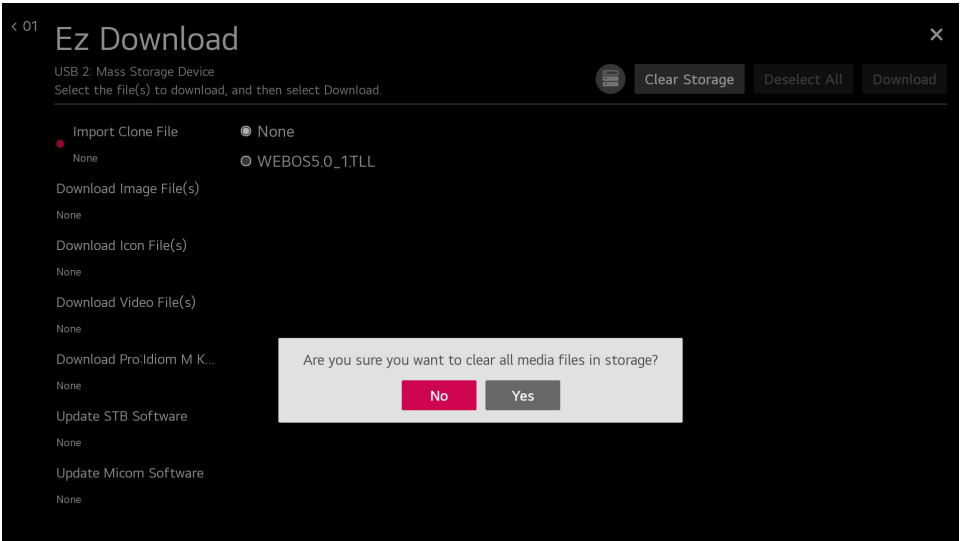 < 01
Ez Download
USB 2: Mass Storage Device
Select the file(s) to download, and then select Download.
Clear Storage
Deselect All
Download
Import Clone File
None
None
WEBOS5.0_1.TLL
Download Image File(s)
None
Download Icon File(s)
None
Download Video File(s)
None
Download Pro:Idiom M K...
None
Update STB Software
None
Update Micom Software
None
Are you sure you want to clear all media files in storage?
No
Yes